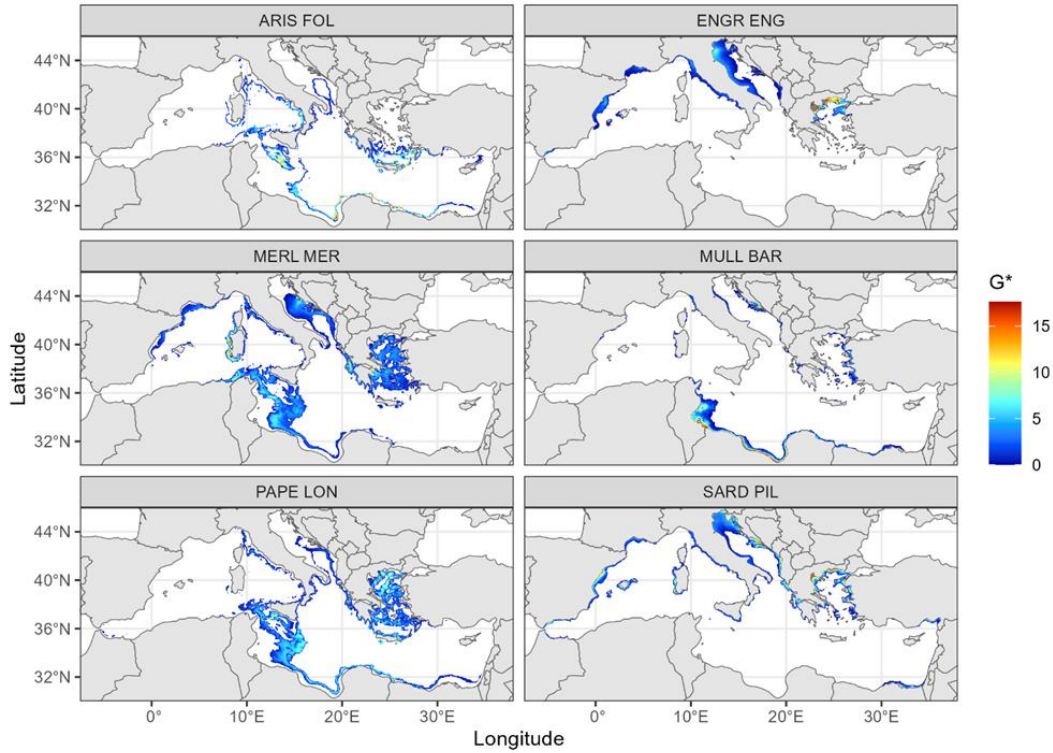 ARIS FOL
ENGR ENG
44°N
40°N
36°N
32°N
MERL MER
MULL BAR
44°N
40°N
36°N
32°N
PAPE LON
SARD PIL
44°N
40°N
36°N
32°N
0°
10°E
20°E
30°E
0°
10°E
20°E
30°E
Latitude
Longitude
G*
15
10
5
0